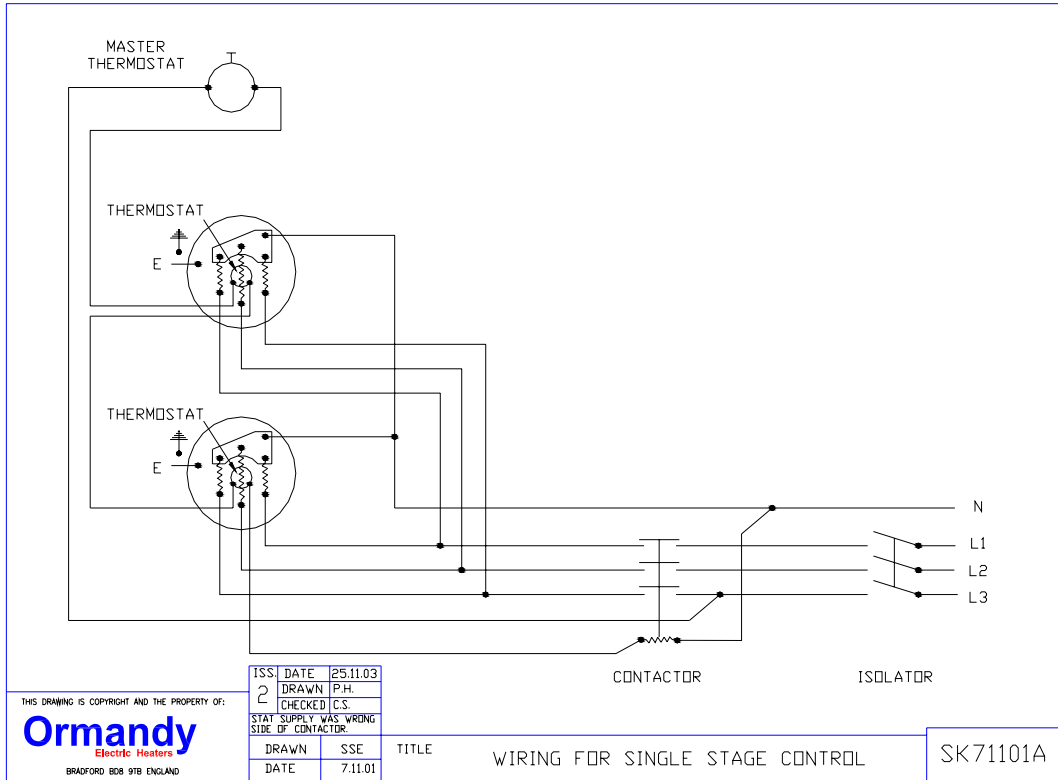 MASTER
THERMOSTAT
T
THERMOSTAT
E
THERMOSTAT
E
N
L1
L2
L3
CONTACTOR
ISOLATOR
ISS. DATE 25.11.03
2 DRAWN P.H.
CHECKED C.S.
STAT SUPPLY WAS WRONG
SIDE OF CONTACTOR.
DRAWN SSE
DATE 7.11.01
THIS DRAWING IS COPYRIGHT AND THE PROPERTY OF:
Ormandy
Electric Heaters
BRADFORD BD8 9TB ENGLAND
TITLE
WIRING FOR SINGLE STAGE CONTROL
SK71101A